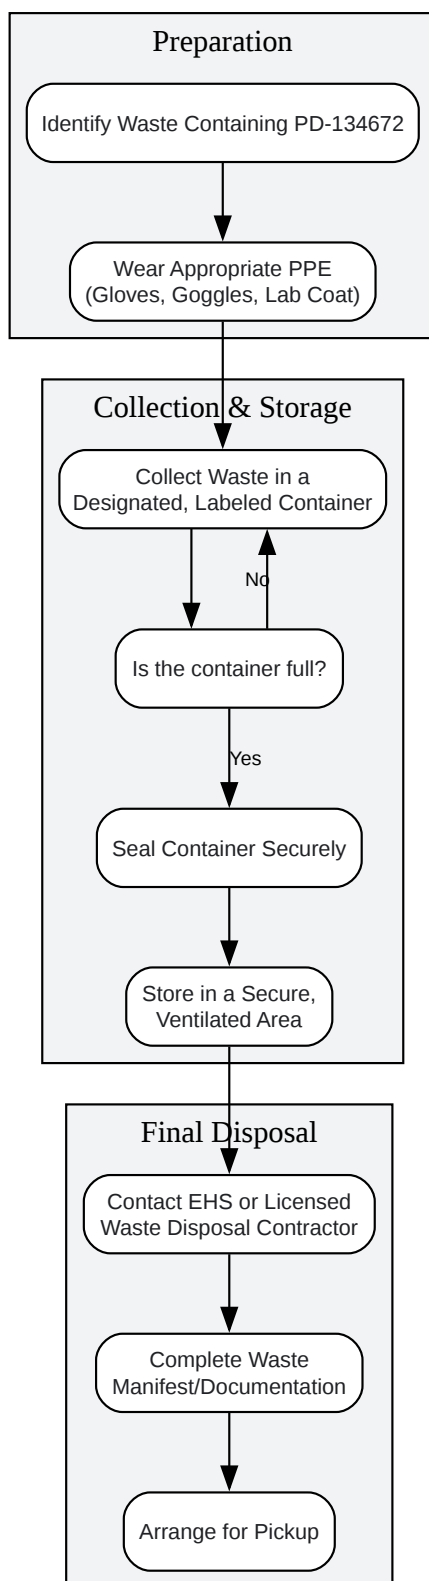 Preparation
Identify Waste Containing PD-134672
Wear Appropriate PPE
(Gloves, Goggles, Lab Coat)
Collection & Storage
Collect Waste in a
Designated, Labeled Container
No
Is the container full?
Yes
Seal Container Securely
Store in a Secure,
Ventilated Area
Final Disposal
Contact EHS or Licensed
Waste Disposal Contractor
Complete Waste
Manifest/Documentation
Arrange for Pickup